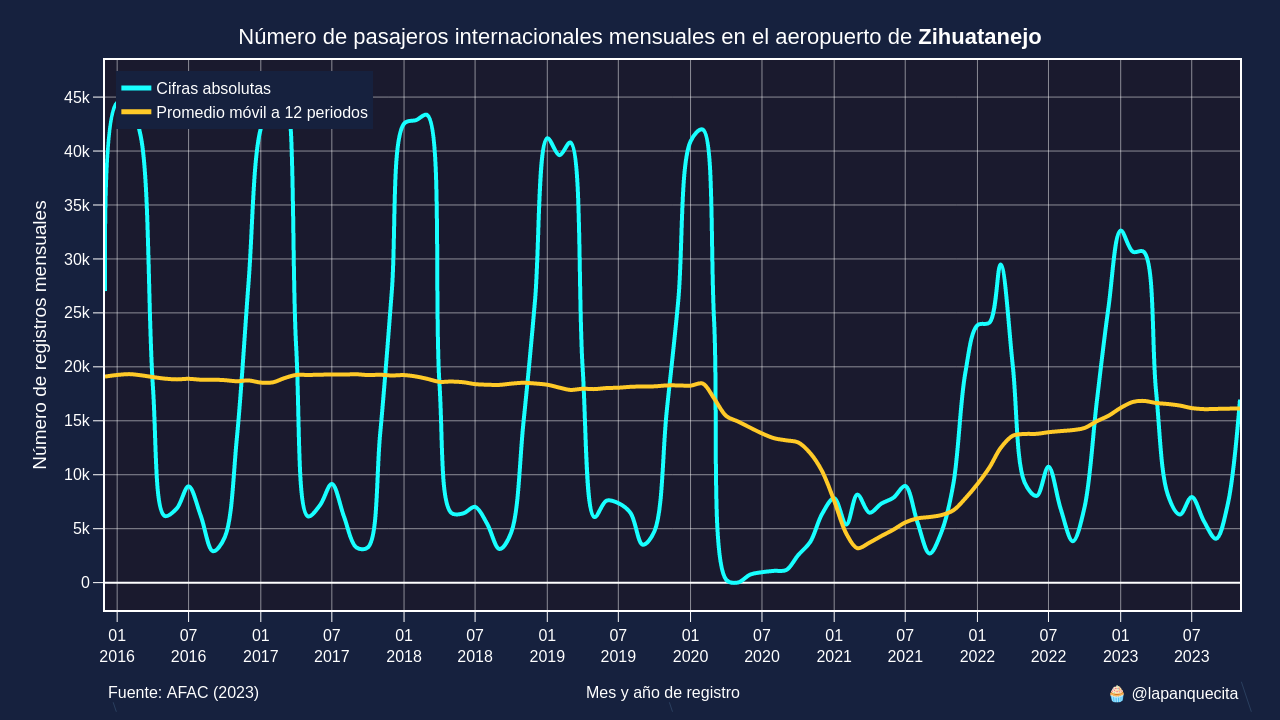 Número de pasajeros internacionales mensuales en el aeropuerto de Zihuatanejo
Cifras absolutas
Promedio móvil a 12 periodos
Número de registros mensuales
45k
40k
35k
30k
25k
20k
15k
10k
5k
0
01 07 01 07 01 07 01 07 01 07 01 07 01 07 01 07
2016 2016 2017 2017 2018 2018 2019 2019 2020 2020 2021 2021 2022 2022 2023 2023
Fuente: AFAC (2023) Mes y año de registro 🧁 @lapanquecita